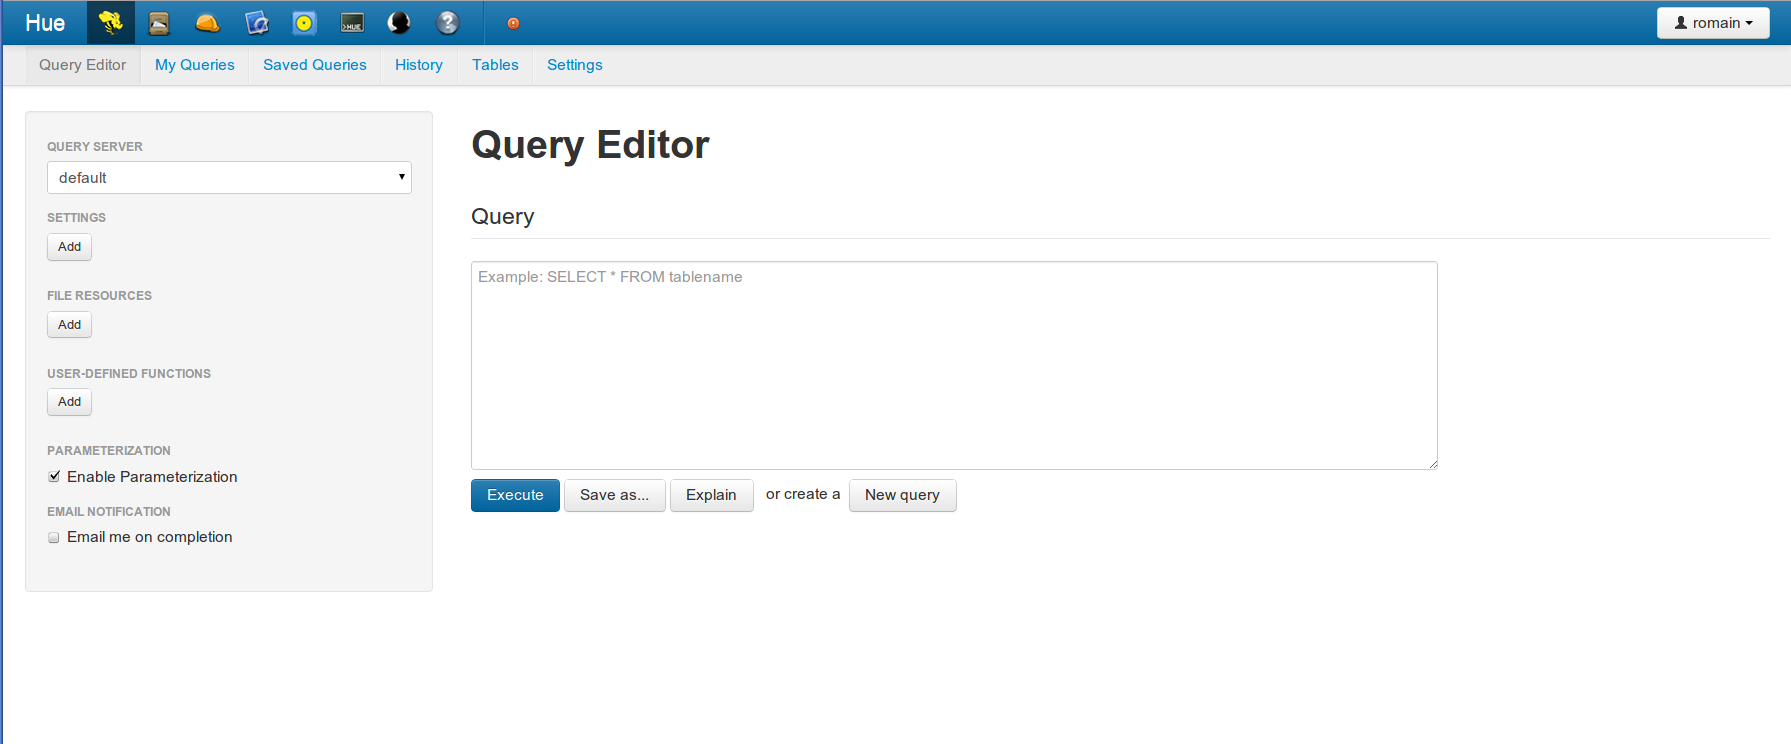 Hue
>HUE
romain
Query Editor My Queries Saved Queries History Tables Settings
QUERY SERVER
default
SETTINGS
Add
FILE RESOURCES
Add
USER-DEFINED FUNCTIONS
Add
PARAMETERIZATION
Enable Parameterization
EMAIL NOTIFICATION
Email me on completion
Query Editor
Query
Example: SELECT * FROM tablename
Execute Save as... Explain or create a New query